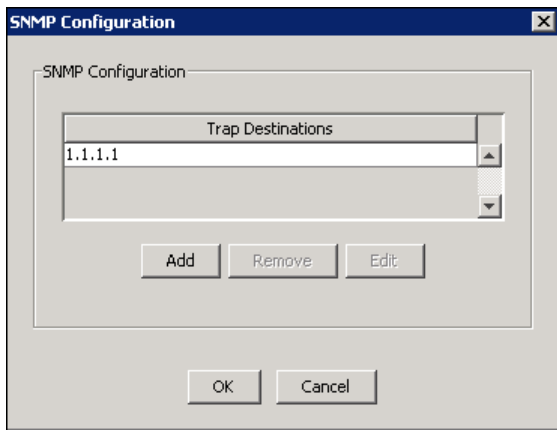 SNMP Configuration
SNMP Configuration
Trap Destinations
1.1.1.1
Add Remove Edit
OK Cancel